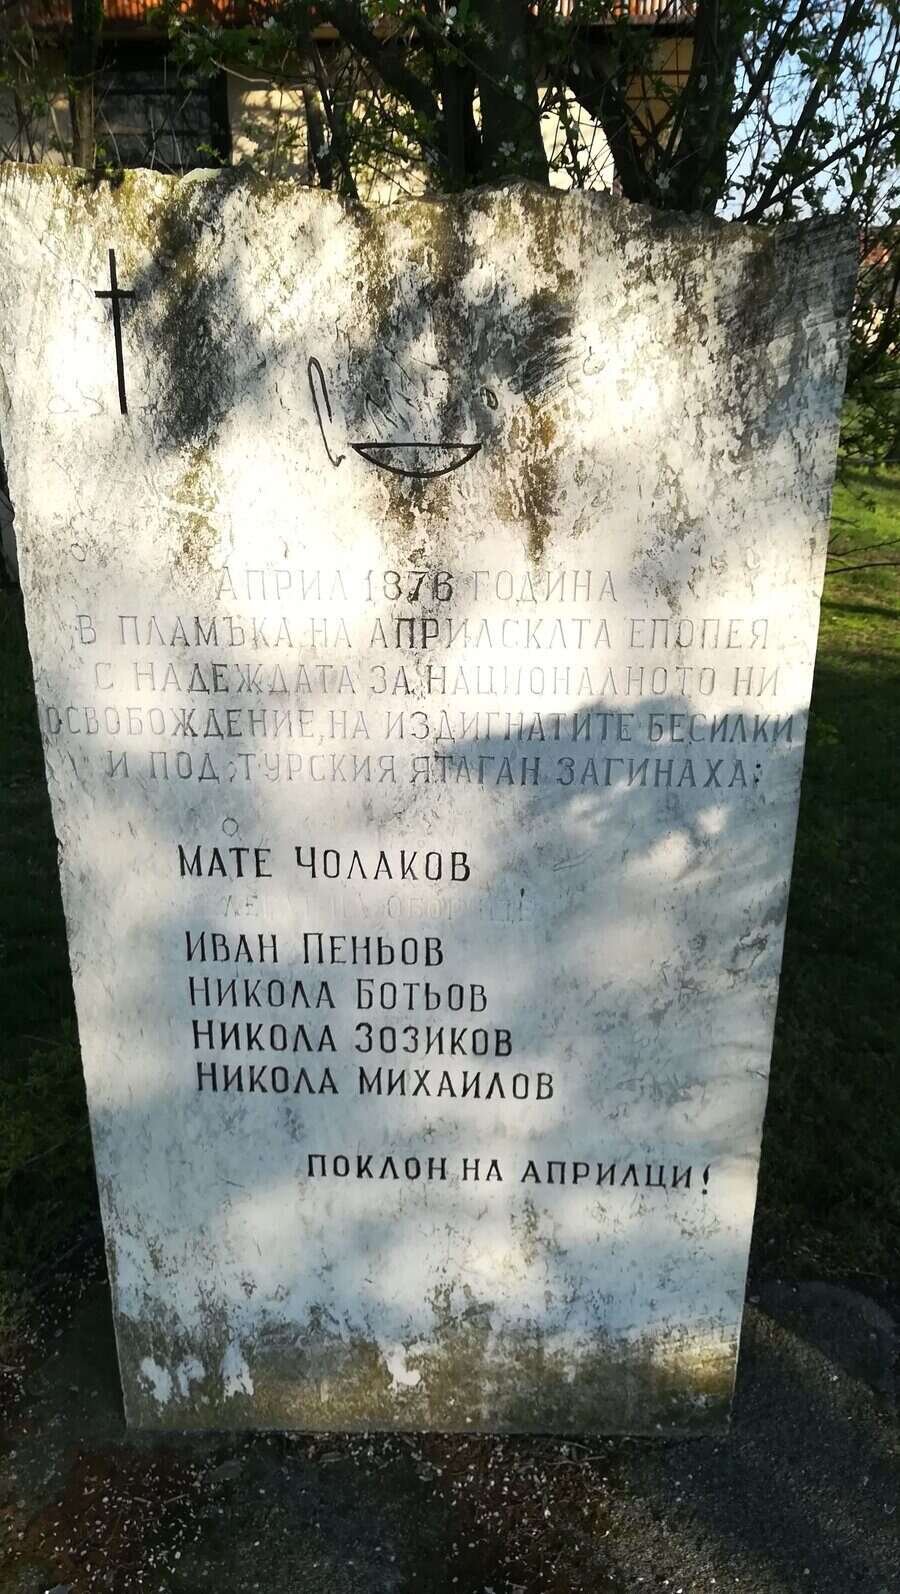 АПРИЛ 1876 ГОДИНА
В ПЛАМЪКА НА АПРИЛСКАТА ЕПОПЕЯ
С НАДЕЖДАТА ЗА НАЦИОНАЛНОТО НИ
ОСВОБОЖДЕНИЕ, НА ИЗДИГНАТИТЕ БЕСИЛКИ
И ПОД ТУРСКИЯ ЯТАГАН ЗАГИНАХА:
МАТЕ ЧОЛАКОВ
ОБОРИЩЕ
ИВАН ПЕНЬОВ
НИКОЛА БОТЬОВ
НИКОЛА ЗОЗИКОВ
НИКОЛА МИХАИЛОВ
ПОКЛОН НА АПРИЛЦИ!